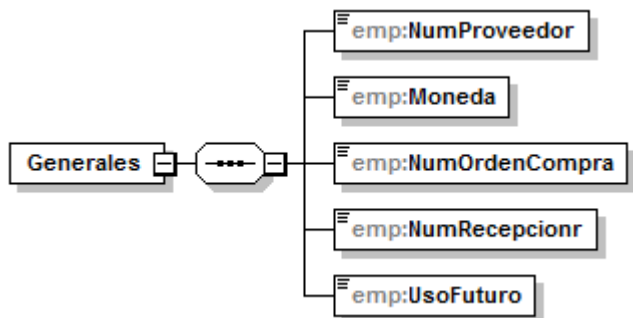 emp:NumProveedor
emp:Moneda
Generales
emp:NumOrdenCompra
emp:NumRecepcionr
emp:UsoFuturo